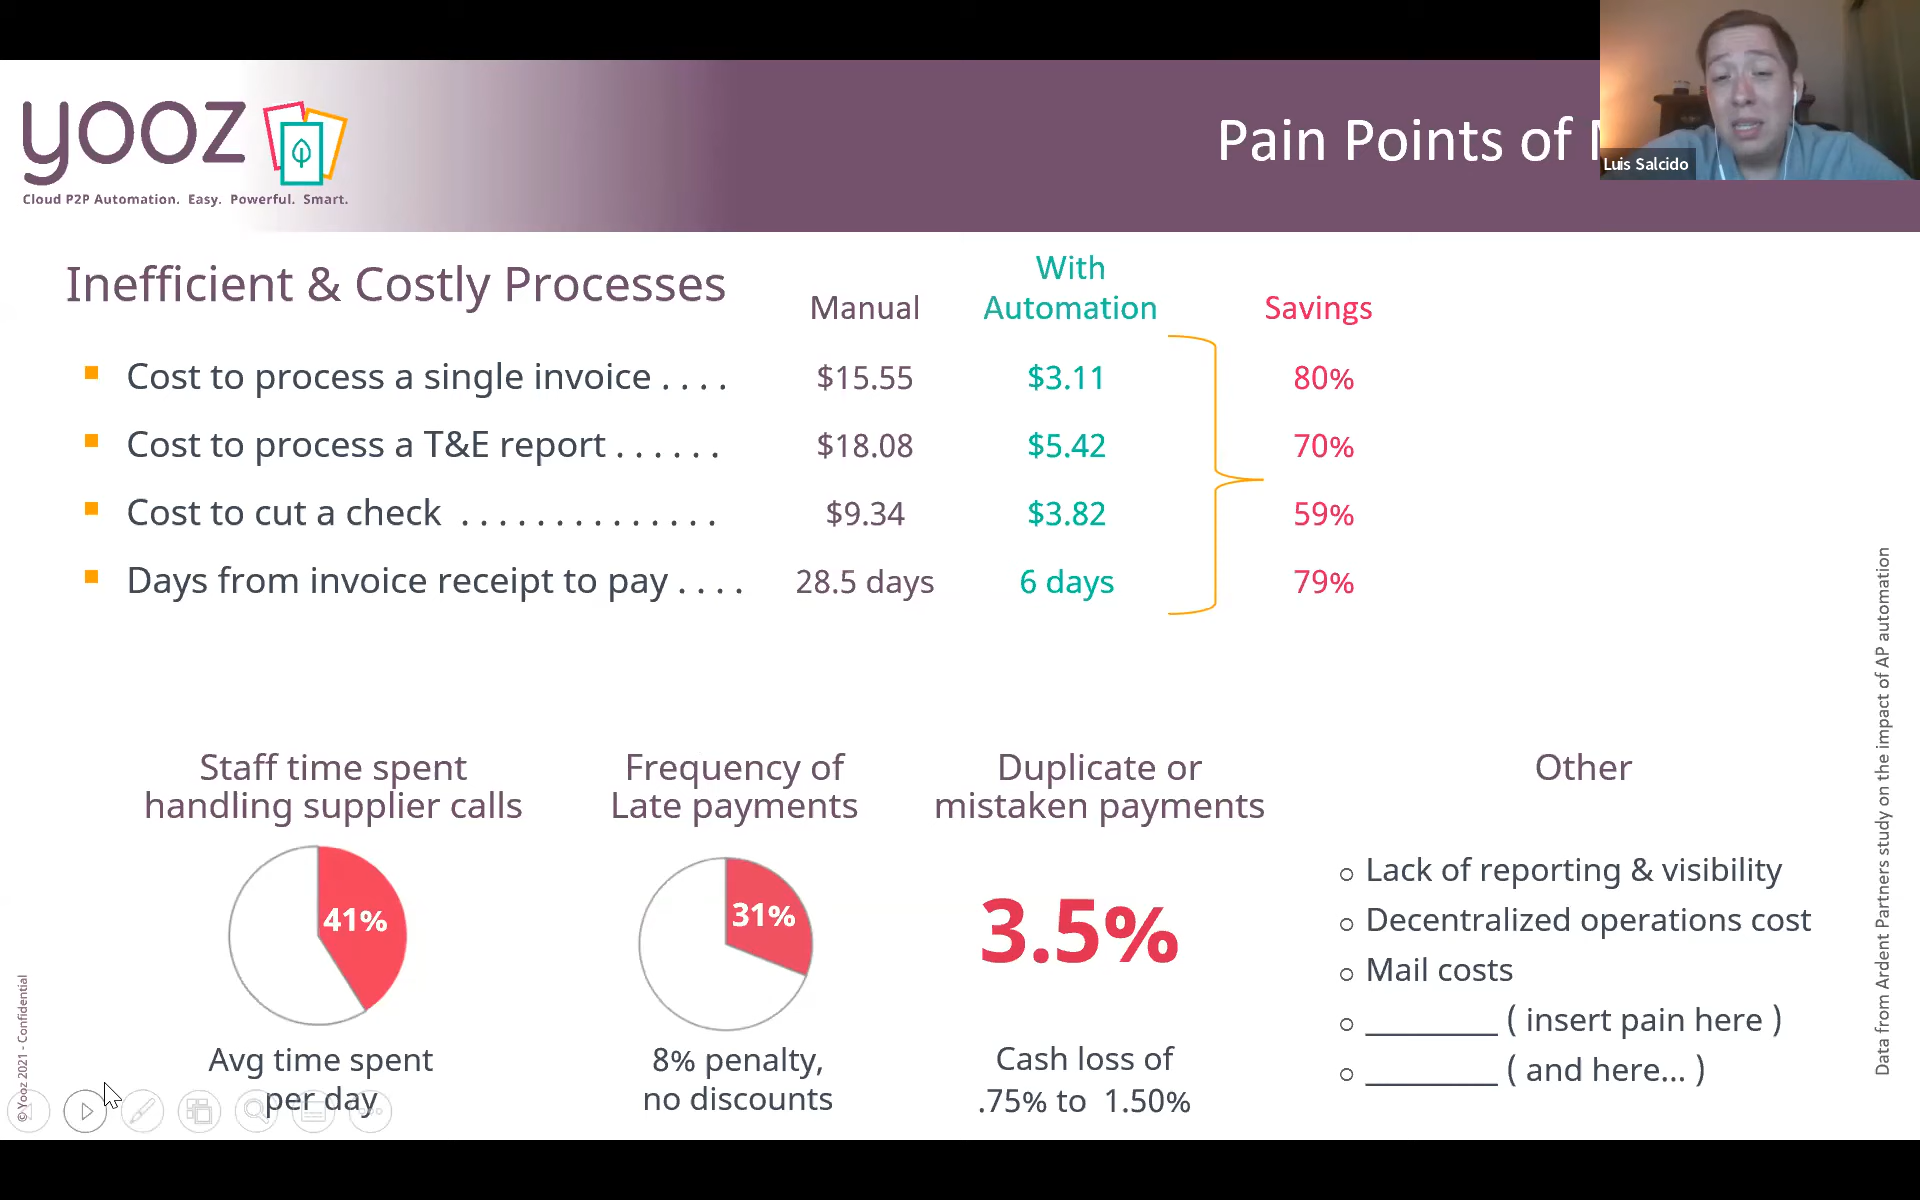 yooz
Cloud P2P Automation. Easy. Powerful. Smart.
Pain Points of
Luis Salcido
Inefficient & Costly Processes
Manual
With
Automation
Savings
Cost to process a single invoice . . . . $15.55 $3.11 80%
Cost to process a T&E report . . . . . . $18.08 $5.42 70%
Cost to cut a check . . . . . . . . . . . . . . $9.34 $3.82 59%
Days from invoice receipt to pay . . . . 28.5 days 6 days 79%
Staff time spent
handling supplier calls
41%
Avg time spent
per day
Frequency of
Late payments
31%
8% penalty,
no discounts
Duplicate or
mistaken payments
3.5%
Cash loss of
.75% to 1.50%
Other
Lack of reporting & visibility
Decentralized operations cost
Mail costs
________ ( insert pain here )
________ ( and here... )
Data from Ardent Partners study on the impact of AP automation
© Yooz 2021 - Confidential